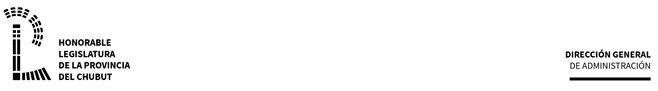 HONORABLE
LEGISLATURA
DE LA PROVINCIA
DEL CHUBUT
DIRECCIÓN GENERAL
DE ADMINISTRACIÓN